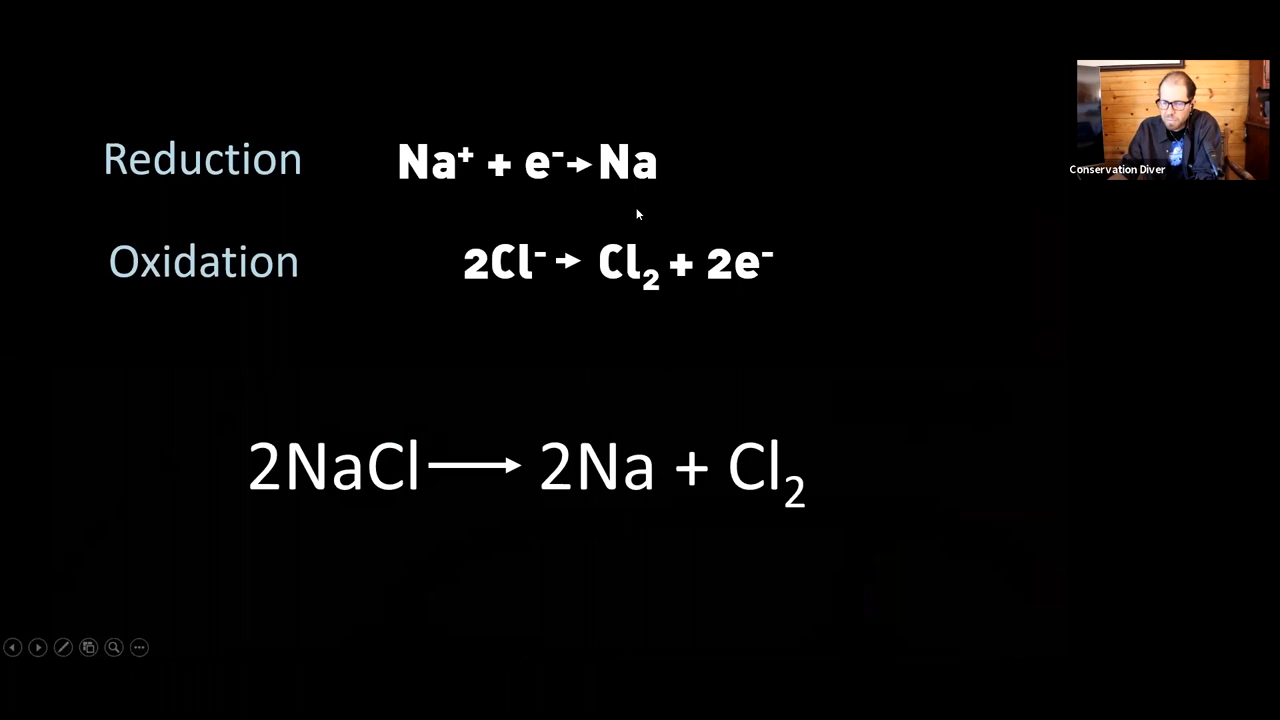 Reduction Na⁺ + e⁻→Na
Conservation Diver
Oxidation 2Cl⁻→ Cl₂ + 2e⁻
2NaCl⟶ 2Na + Cl₂